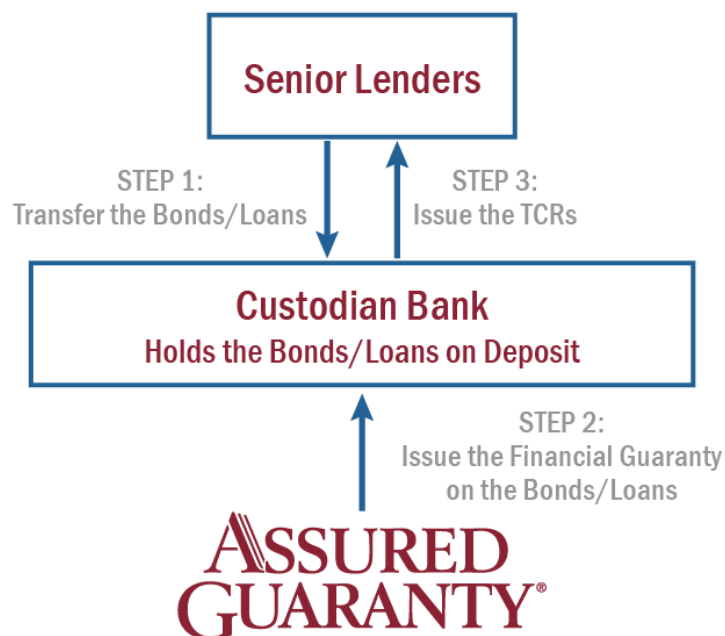 Senior Lenders
STEP 1:
Transfer the Bonds/Loans
STEP 3:
Issue the TCRs
Custodian Bank
Holds the Bonds/Loans on Deposit
STEP 2:
Issue the Financial Guaranty
on the Bonds/Loans
ASSURED
GUARANTY®